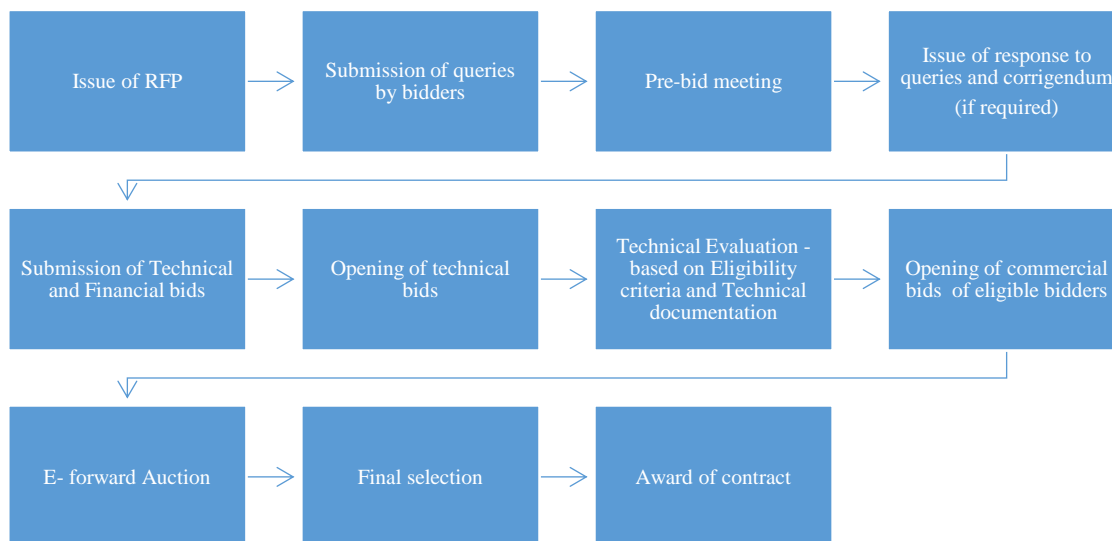 Issue of RFP
Submission of queries
by bidders
Pre-bid meeting
Issue of response to
queries and corrigendum
(if required)
Submission of Technical
and Financial bids
Opening of technical
bids
Technical Evaluation -
based on Eligibility
criteria and Technical
documentation
Opening of commercial
bids of eligible bidders
E- forward Auction
Final selection
Award of contract